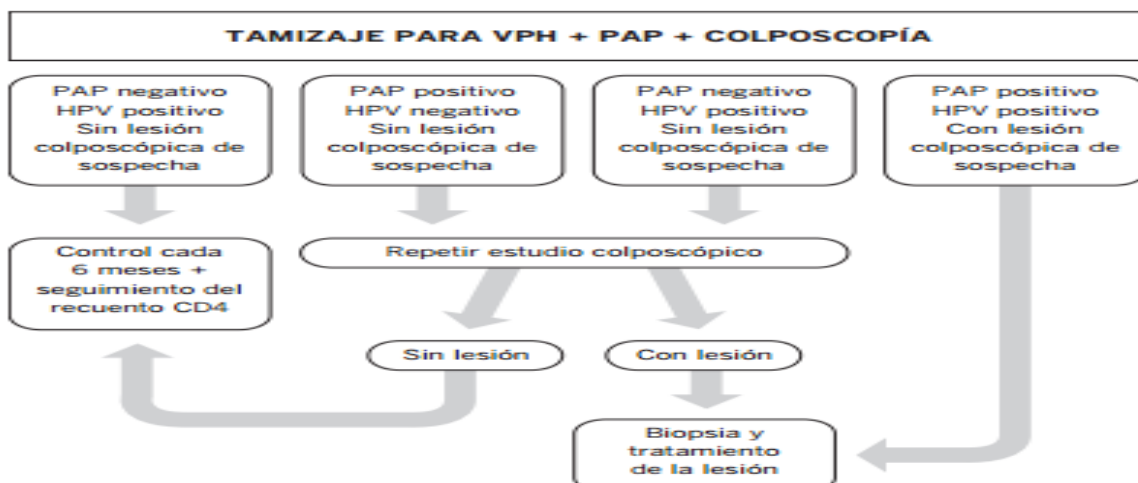 TAMIZAJE PARA VPH + PAP + COLPOSCOPÍA
PAP negativo
HPV positivo
Sin lesión
colposcópica de
sospecha
PAP positivo
HPV negativo
Sin lesión
colposcópica de
sospecha
PAP negativo
HPV positivo
Sin lesión
colposcópica de
sospecha
PAP positivo
HPV positivo
Con lesión
colposcópica de
sospecha
Control cada
6 meses +
seguimiento del
recuento CD4
Repetir estudio colposcópico
Sin lesión
Con lesión
Biopsia y
tratamiento
de la lesión